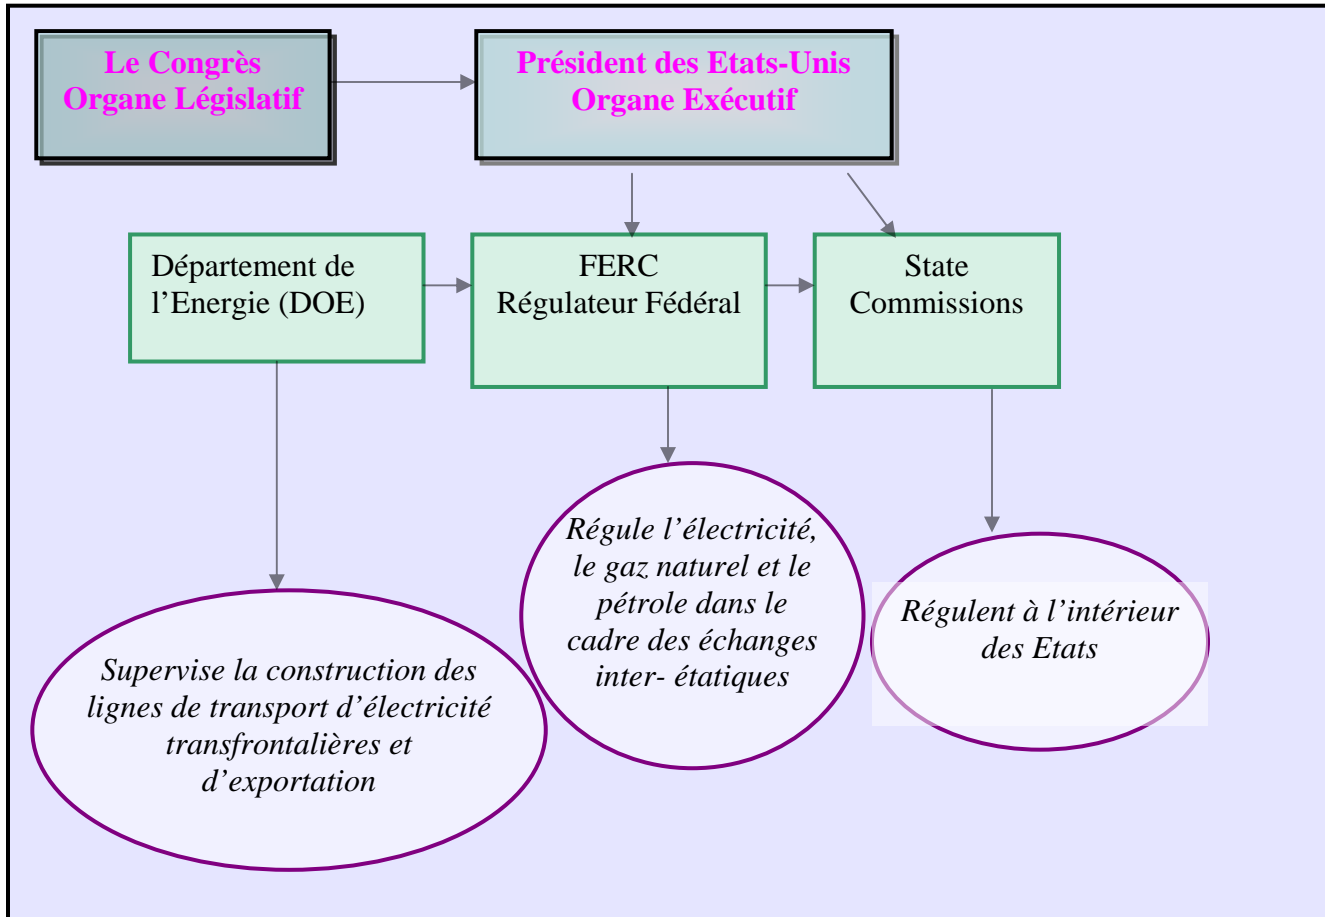 Le Congrès
Organe Législatif
Président des Etats-Unis
Organe Exécutif
Département de
l’Energie (DOE)
FERC
Régulateur Fédéral
State
Commissions
Régule l’électricité,
le gaz naturel et le
pétrole dans le
cadre des échanges
inter- étatiques
Régulent à l’intérieur
des Etats
Supervise la construction des
lignes de transport d’électricité
transfrontalières et
d’exportation